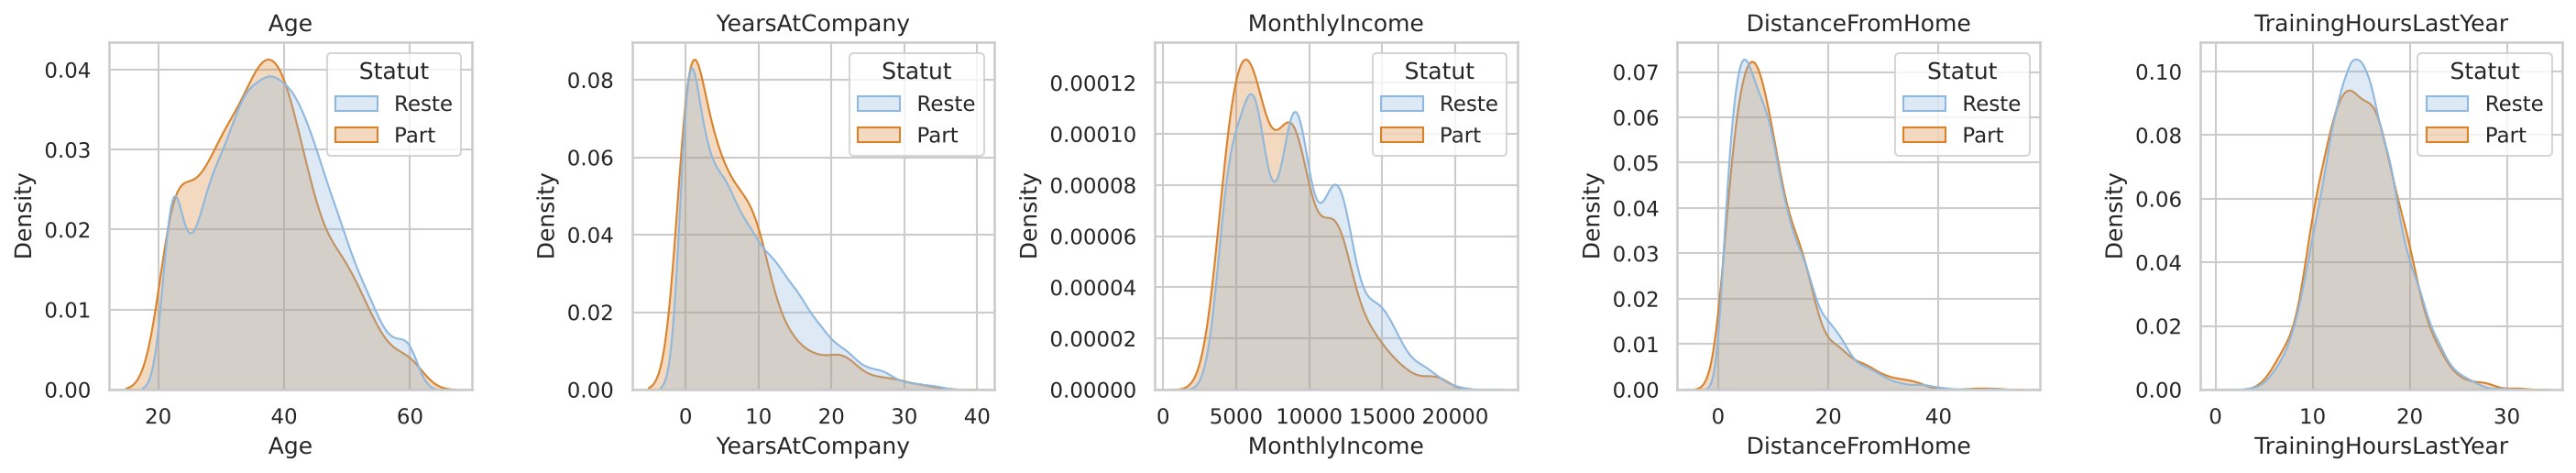 Age
Density
0.04
0.03
0.02
0.01
0.00
20 40 60
Age
Statut
Reste
Part
YearsAtCompany
Density
0.08
0.06
0.04
0.02
0.00
0 10 20 30 40
YearsAtCompany
Statut
Reste
Part
MonthlyIncome
Density
0.00012
0.00010
0.00008
0.00006
0.00004
0.00002
0.00000
0 5000 10000 15000 20000
MonthlyIncome
Statut
Reste
Part
DistanceFromHome
Density
0.07
0.06
0.05
0.04
0.03
0.02
0.01
0.00
0 20 40
DistanceFromHome
Statut
Reste
Part
TrainingHoursLastYear
Density
0.10
0.08
0.06
0.04
0.02
0.00
0 10 20 30
TrainingHoursLastYear
Statut
Reste
Part